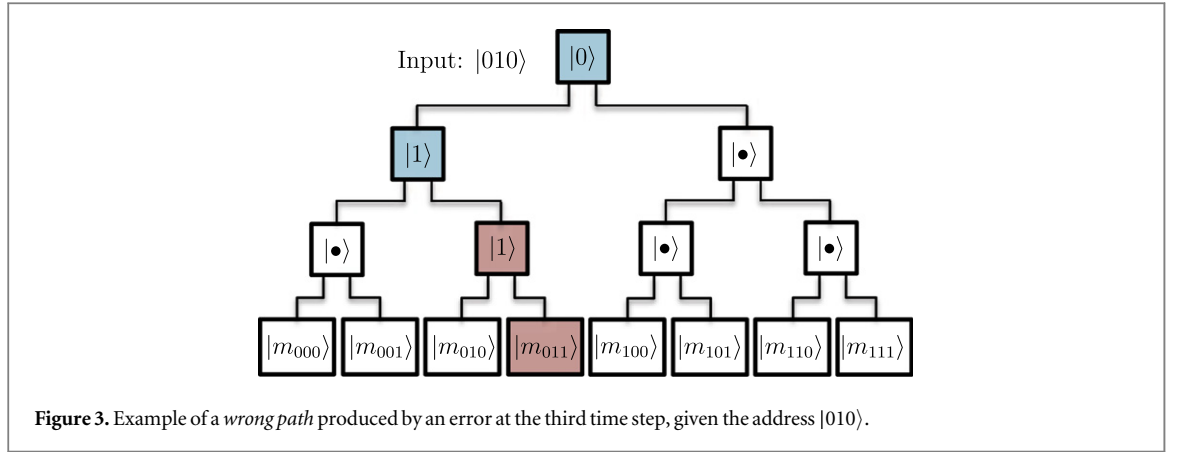 Input: |010⟩ |0⟩
|1⟩ |•⟩
|•⟩ |1⟩ |•⟩ |•⟩
|m₀₀₀⟩ |m₀₀₁⟩ |m₀₁₀⟩ |m₀₁₁⟩ |m₁₀₀⟩ |m₁₀₁⟩ |m₁₁₀⟩ |m₁₁₁⟩
Figure 3. Example of a wrong path produced by an error at the third time step, given the address |010⟩.